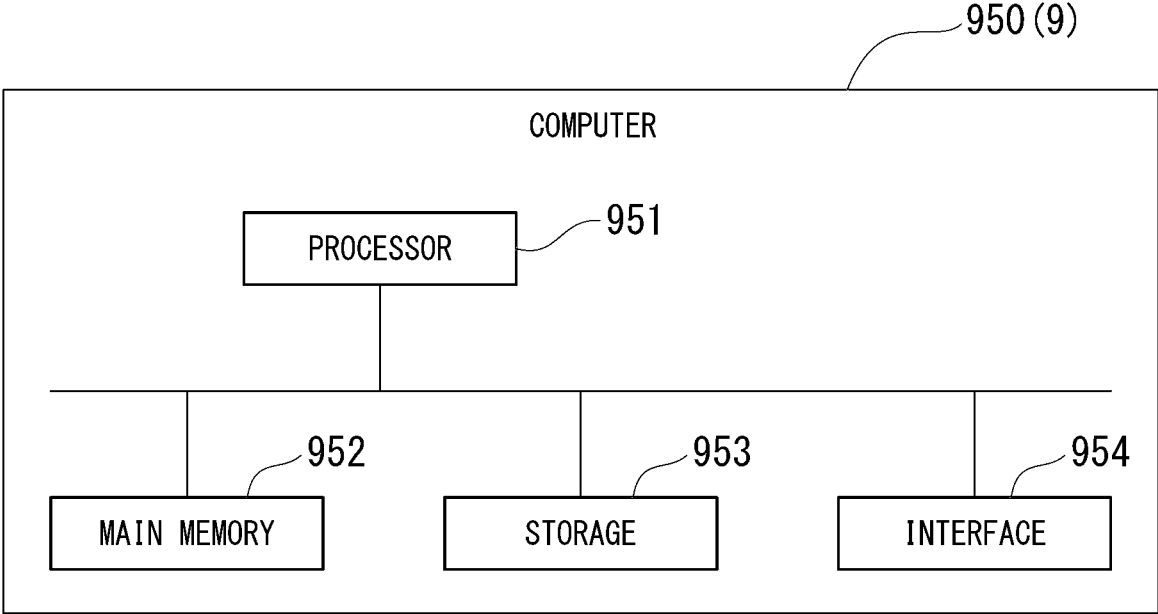 950(9)
COMPUTER
PROCESSOR
951
952
953
954
MAIN MEMORY
STORAGE
INTERFACE